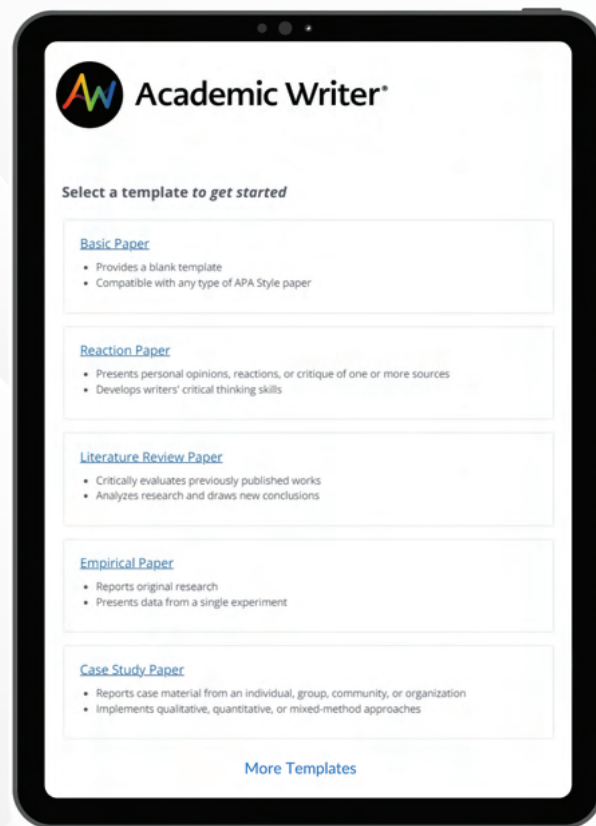 AW Academic Writer®
Select a template to get started
Basic Paper
• Provides a blank template
• Compatible with any type of APA Style paper
Reaction Paper
• Presents personal opinions, reactions, or critique of one or more sources
• Develops writers' critical thinking skills
Literature Review Paper
• Critically evaluates previously published works
• Analyzes research and draws new conclusions
Empirical Paper
• Reports original research
• Presents data from a single experiment
Case Study Paper
• Reports case material from an individual, group, community, or organization
• Implements qualitative, quantitative, or mixed-method approaches
More Templates